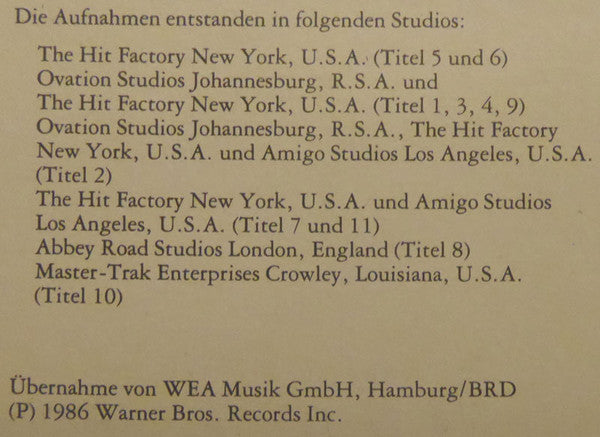 Die Aufnahmen entstanden in folgenden Studios:
The Hit Factory New York, U.S.A. (Titel 5 und 6)
Ovation Studios Johannesburg, R.S.A. und
The Hit Factory New York, U.S.A. (Titel 1, 3, 4, 9)
Ovation Studios Johannesburg, R.S.A., The Hit Factory
New York, U.S.A. und Amigo Studios Los Angeles, U.S.A.
(Titel 2)
The Hit Factory New York, U.S.A. und Amigo Studios
Los Angeles, U.S.A. (Titel 7 und 11)
Abbey Road Studios London, England (Titel 8)
Master-Trak Enterprises Crowley, Louisiana, U.S.A.
(Titel 10)
Übernahme von WEA Musik GmbH, Hamburg/BRD
(P) 1986 Warner Bros. Records Inc.